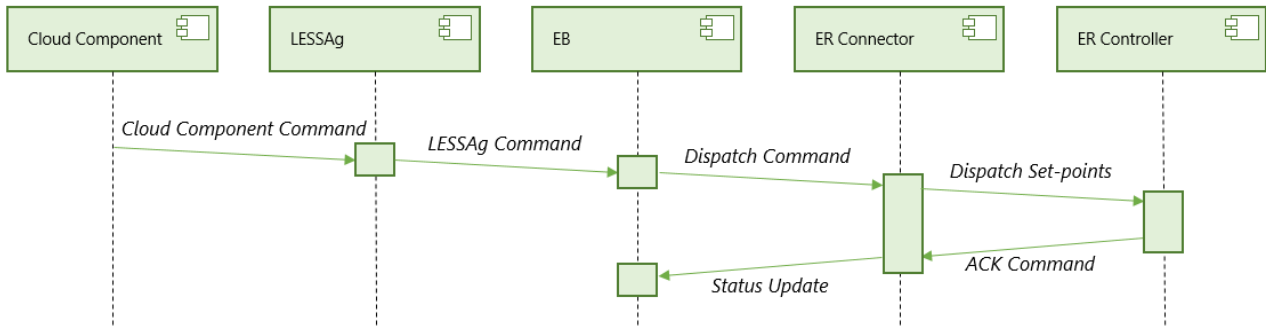 Cloud Component
LESSAg
EB
ER Connector
ER Controller
Cloud Component Command
LESSAg Command
Dispatch Command
Dispatch Set-points
ACK Command
Status Update